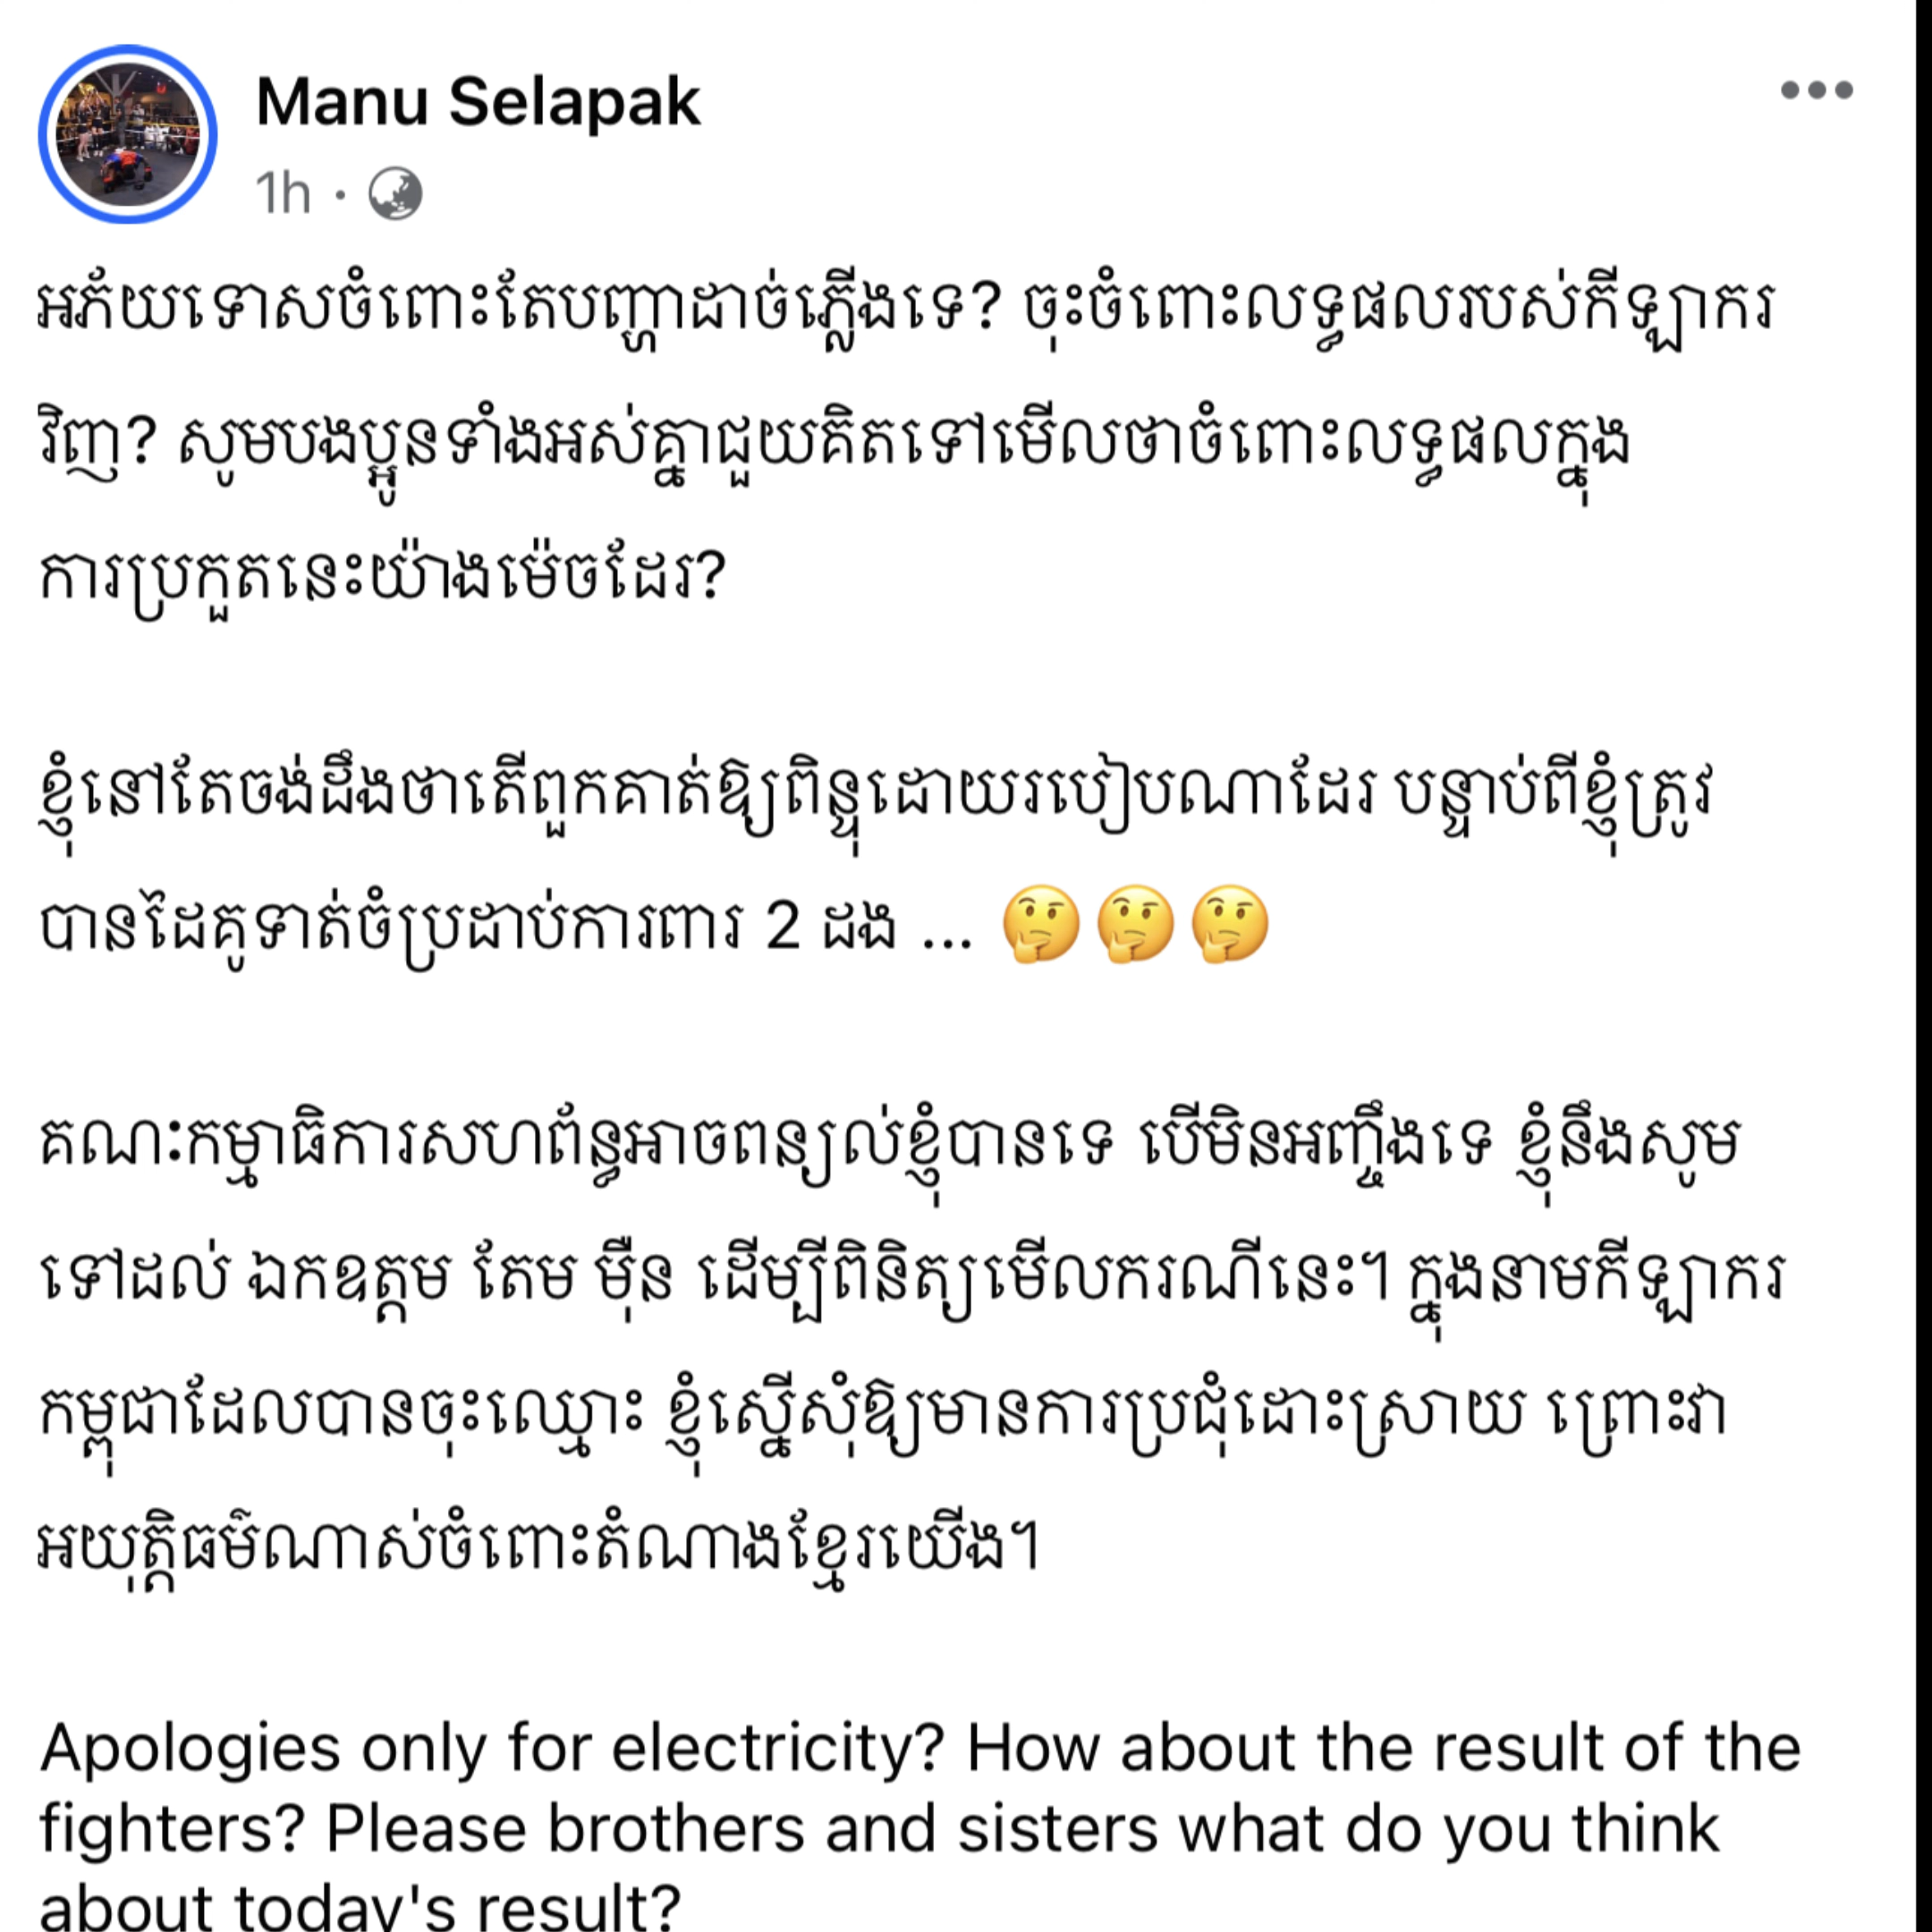 Manu Selapak
1h ·
អភ័យទោសចំពោះតែបញ្ហាដាច់ភ្លើងទេ? ចុះចំពោះលទ្ធផលរបស់កីឡាករ
វិញ? សូមបងប្អូនទាំងអស់គ្នាជួយគិតទៅមើលថាចំពោះលទ្ធផលក្នុង
ការប្រកួតនេះយ៉ាងម៉េចដែរ?
ខ្ញុំនៅតែចង់ដឹងថាតើពួកគាត់ឱ្យពិន្ទុដោយរបៀបណាដែរ បន្ទាប់ពីខ្ញុំត្រូវ
បានដៃគូទាត់ចំប្រដាប់ការពារ 2 ដង ... 🤔🤔🤔
គណៈកម្មាធិការសហព័ន្ធអាចពន្យល់ខ្ញុំបានទេ បើមិនអញ្ចឹងទេ ខ្ញុំនឹងសូម
ទៅដល់ ឯកឧត្តម តែម ម៉ឺន ដើម្បីពិនិត្យមើលករណីនេះ។ ក្នុងនាមកីឡាករ
កម្ពុជាដែលបានចុះឈ្មោះ ខ្ញុំស្នើសុំឱ្យមានការប្រជុំដោះស្រាយ ព្រោះវា
អយុត្តិធម៌ណាស់ចំពោះតំណាងខ្មែរយើង។
Apologies only for electricity? How about the result of the
fighters? Please brothers and sisters what do you think
about today's result?